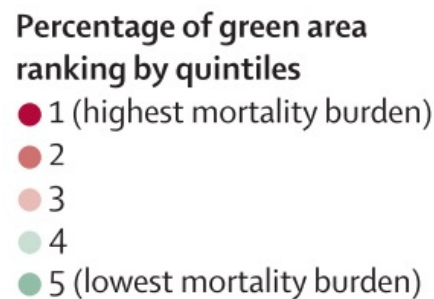 Percentage of green area
ranking by quintiles
1 (highest mortality burden)
2
3
4
5 (lowest mortality burden)